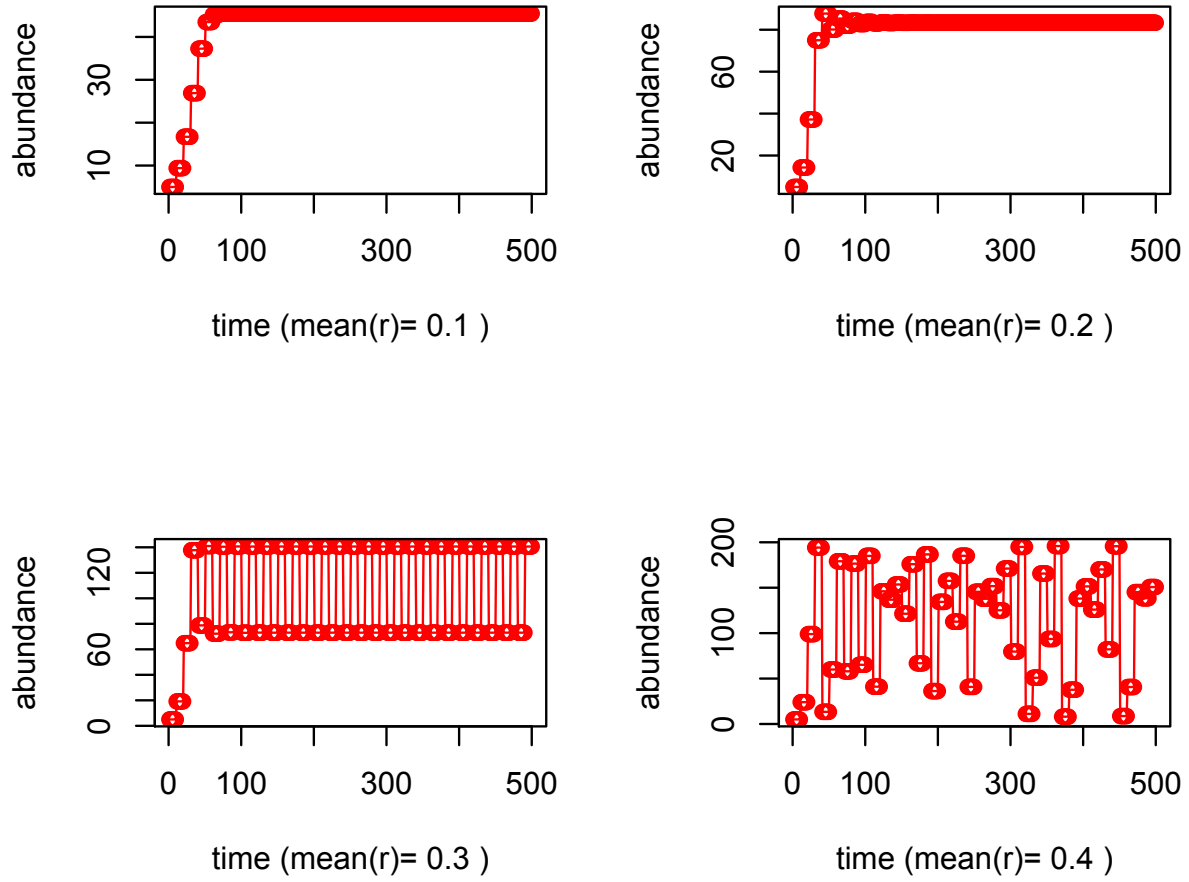 abundance
10 30
0 100 300 500
time (mean(r)= 0.1 )
abundance
20 60
0 100 300 500
time (mean(r)= 0.2 )
abundance
0 60 120
0 100 300 500
time (mean(r)= 0.3 )
abundance
0 100 200
0 100 300 500
time (mean(r)= 0.4 )